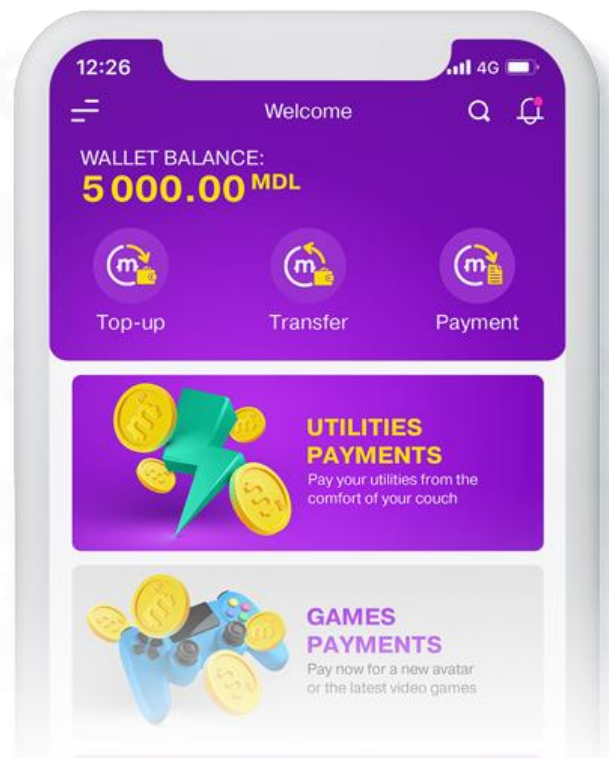 12:26
4G
Welcome
WALLET BALANCE:
5 000.00 MDL
Top-up
Transfer
Payment
UTILITIES
PAYMENTS
Pay your utilities from the
comfort of your couch
GAMES
PAYMENTS
Pay now for a new avatar
or the latest video games